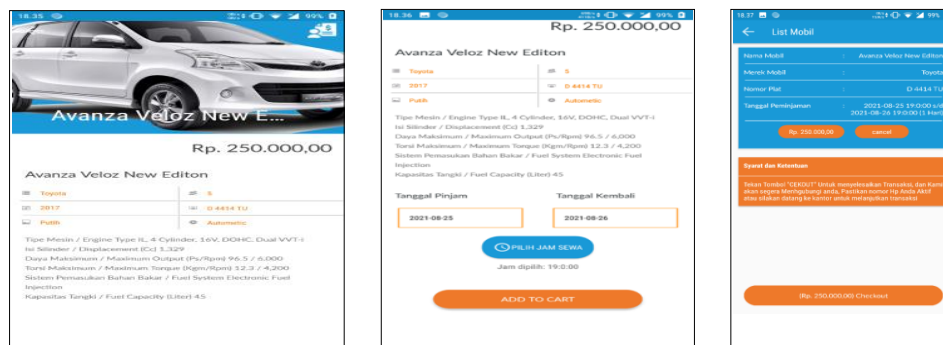 18.35
99%
Avanza Veloz New E...
Rp. 250.000,00
Avanza Veloz New Editon
Toyota
5
2017
D 4414 TU
Putih
Automatic
Tipe Mesin / Engine Type IL, 4 Cylinder, 16V, DOHC, Dual VVT-i
Isi Silinder / Displacement (Cc) 1,329
Daya Maksimum / Maximum Output (Ps/Rpm) 96.5 / 6,000
Torsi Maksimum / Maximum Torque (Kgm/Rpm) 12.3 / 4,200
Sistem Pemasukan Bahan Bakar / Fuel System Electronic Fuel
Injection
Kapasitas Tangki / Fuel Capacity (Liter) 45
18.36
99%
Rp. 250.000,00
Avanza Veloz New Editon
Toyota
5
2017
D 4414 TU
Putih
Automatic
Tipe Mesin / Engine Type IL, 4 Cylinder, 16V, DOHC, Dual VVT-i
Isi Silinder / Displacement (Cc) 1,329
Daya Maksimum / Maximum Output (Ps/Rpm) 96.5 / 6,000
Torsi Maksimum / Maximum Torque (Kgm/Rpm) 12.3 / 4,200
Sistem Pemasukan Bahan Bakar / Fuel System Electronic Fuel
Injection
Kapasitas Tangki / Fuel Capacity (Liter) 45
Tanggal Pinjam
Tanggal Kembali
2021-08-25
2021-08-26
PILIH JAM SEWA
Jam dipilih: 19:0:00
ADD TO CART
18.37
99%
List Mobil
Nama Mobil : Avanza Veloz New Editon
Merek Mobil : Toyota
Nomor Plat : D 4414 TU
Tanggal Peminjaman : 2021-08-25 19:0:00 s/d
2021-08-26 19:0:00 (1 Hari)
Rp. 250.000,00
cancel
Syarat dan Ketentuan
Tekan Tombol "CEKOUT" Untuk menyelesaikan Transaksi, dan Kami
akan segera Menhgubungi anda, Pastikan nomor Hp Anda Aktif
atau silakan datang ke kantor untuk melanjutkan transaksi
(Rp. 250.000,00) Checkout